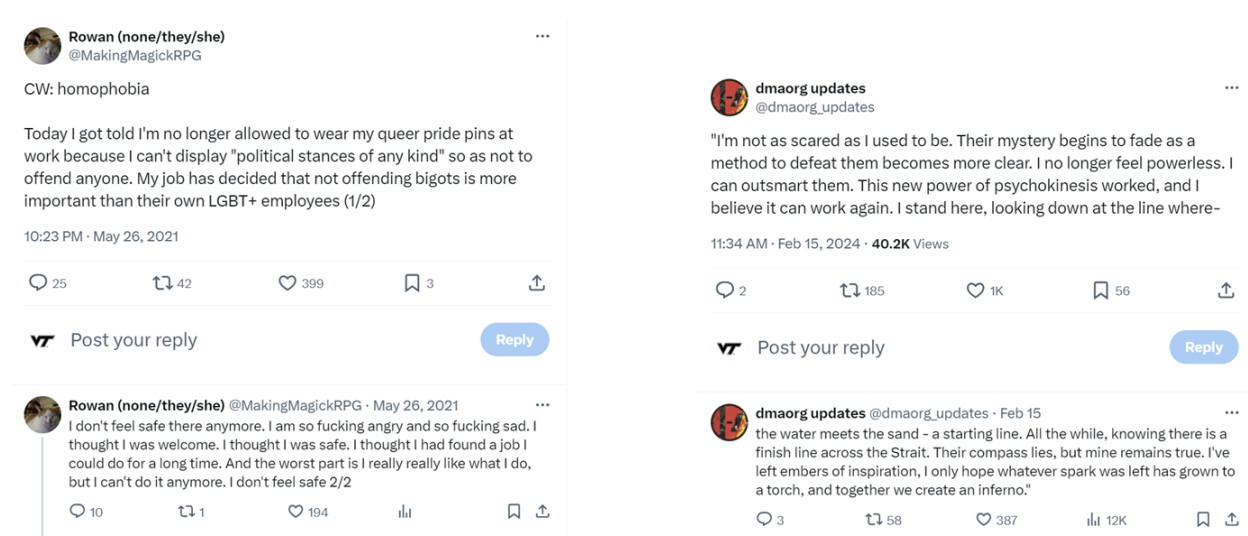 Rowan (none/they/she)
@MakingMagickRPG
CW: homophobia
Today I got told I'm no longer allowed to wear my queer pride pins at
work because I can't display "political stances of any kind" so as not to
offend anyone. My job has decided that not offending bigots is more
important than their own LGBT+ employees (1/2)
10:23 PM · May 26, 2021
25 42 399 3
VT Post your reply Reply
Rowan (none/they/she) @MakingMagickRPG · May 26, 2021
I don't feel safe there anymore. I am so fucking angry and so fucking sad. I
thought I was welcome. I thought I was safe. I thought I had found a job I
could do for a long time. And the worst part is I really really like what I do,
but I can't do it anymore. I don't feel safe 2/2
10 1 194
dmaorg updates
@dmaorg_updates
"I'm not as scared as I used to be. Their mystery begins to fade as a
method to defeat them becomes more clear. I no longer feel powerless. I
can outsmart them. This new power of psychokinesis worked, and I
believe it can work again. I stand here, looking down at the line where-
11:34 AM · Feb 15, 2024 · 40.2K Views
2 185 1K 56
VT Post your reply Reply
dmaorg updates @dmaorg_updates · Feb 15
the water meets the sand - a starting line. All the while, knowing there is a
finish line across the Strait. Their compass lies, but mine remains true. I've
left embers of inspiration, I only hope whatever spark was left has grown to
a torch, and together we create an inferno."
3 58 387 12K